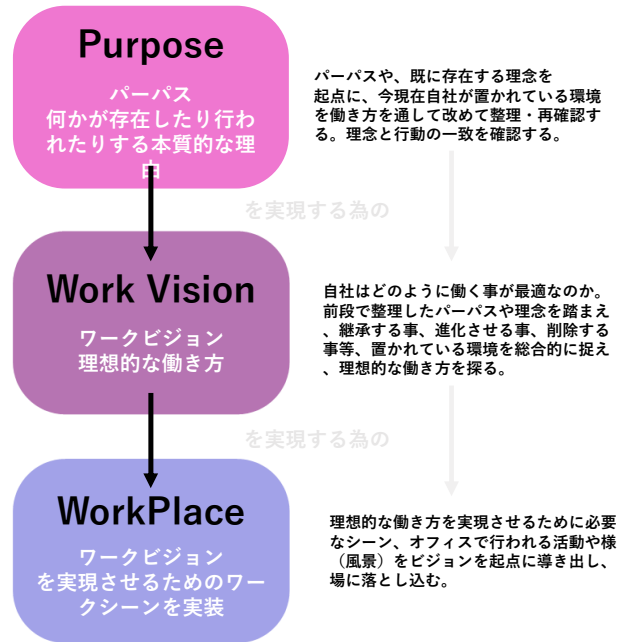 Purpose
パーパス
何かが存在したり行わ
れたりする本質的な理
由
パーパスや、既に存在する理念を
起点に、今現在自社が置かれている環境
を働き方を通して改めて整理・再確認す
る。理念と行動の一致を確認する。
を実現する為の
Work Vision
ワークビジョン
理想的な働き方
自社はどのように働く事が最適なのか。
前段で整理したパーパスや理念を踏まえ
、継承する事、進化させる事、削除する
事等、置かれている環境を総合的に捉え
、理想的な働き方を探る。
を実現する為の
WorkPlace
ワークビジョン
を実現させるためのワー
クシーンを実装
理想的な働き方を実現させるために必要
なシーン、オフィスで行われる活動や様
（風景）をビジョンを起点に導き出し、
場に落とし込む。